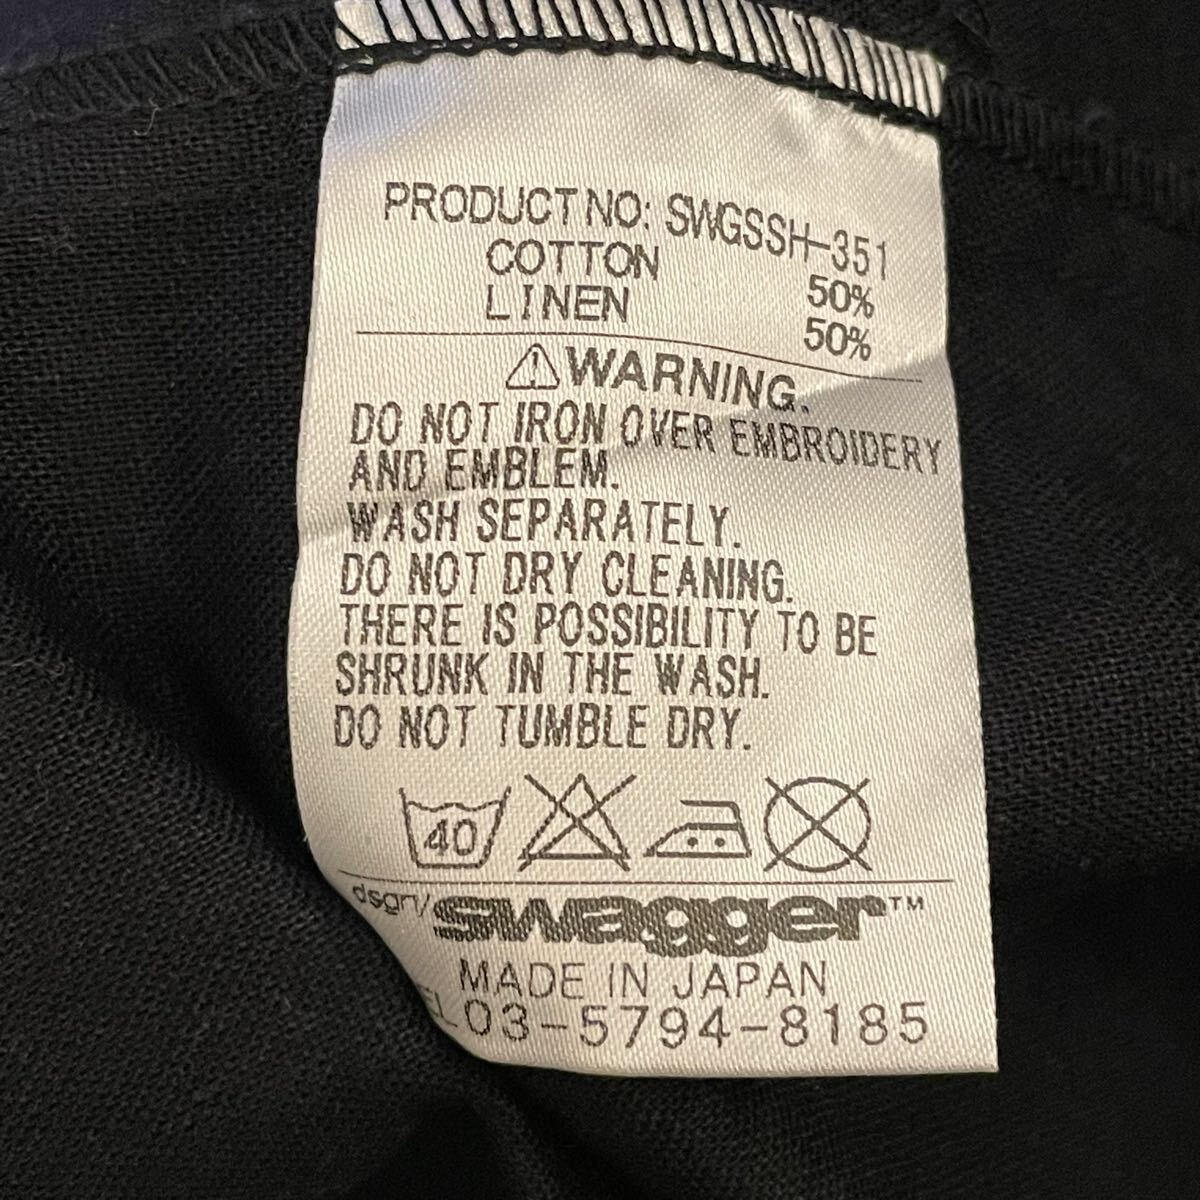 PRODUCT NO: SWGSSH-351
COTTON 50%
LINEN 50%
WARNING.
DO NOT IRON OVER EMBROIDERY
AND EMBLEM.
WASH SEPARATELY.
DO NOT DRY CLEANING.
THERE IS POSSIBILITY TO BE
SHRUNK IN THE WASH.
DO NOT TUMBLE DRY.
40
dsgn/swagger™
MADE IN JAPAN
EL03-5794-8185